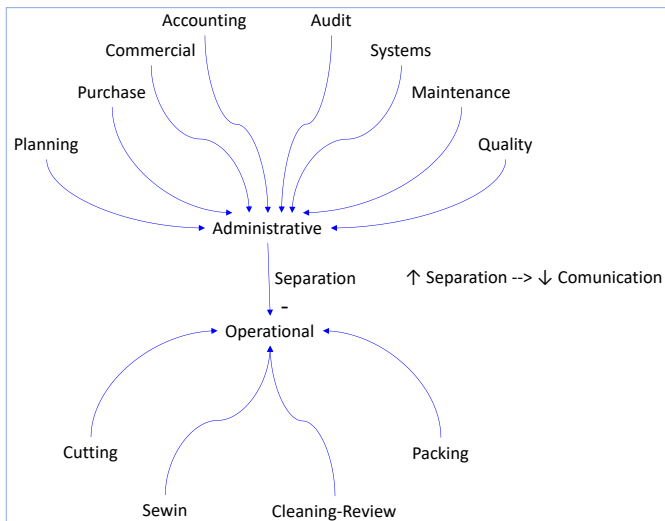 Accounting
Audit
Commercial
Systems
Purchase
Maintenance
Planning
Quality
Administrative
Separation
↑ Separation --> ↓ Comunication
-
Operational
Cutting
Packing
Sewin
Cleaning-Review